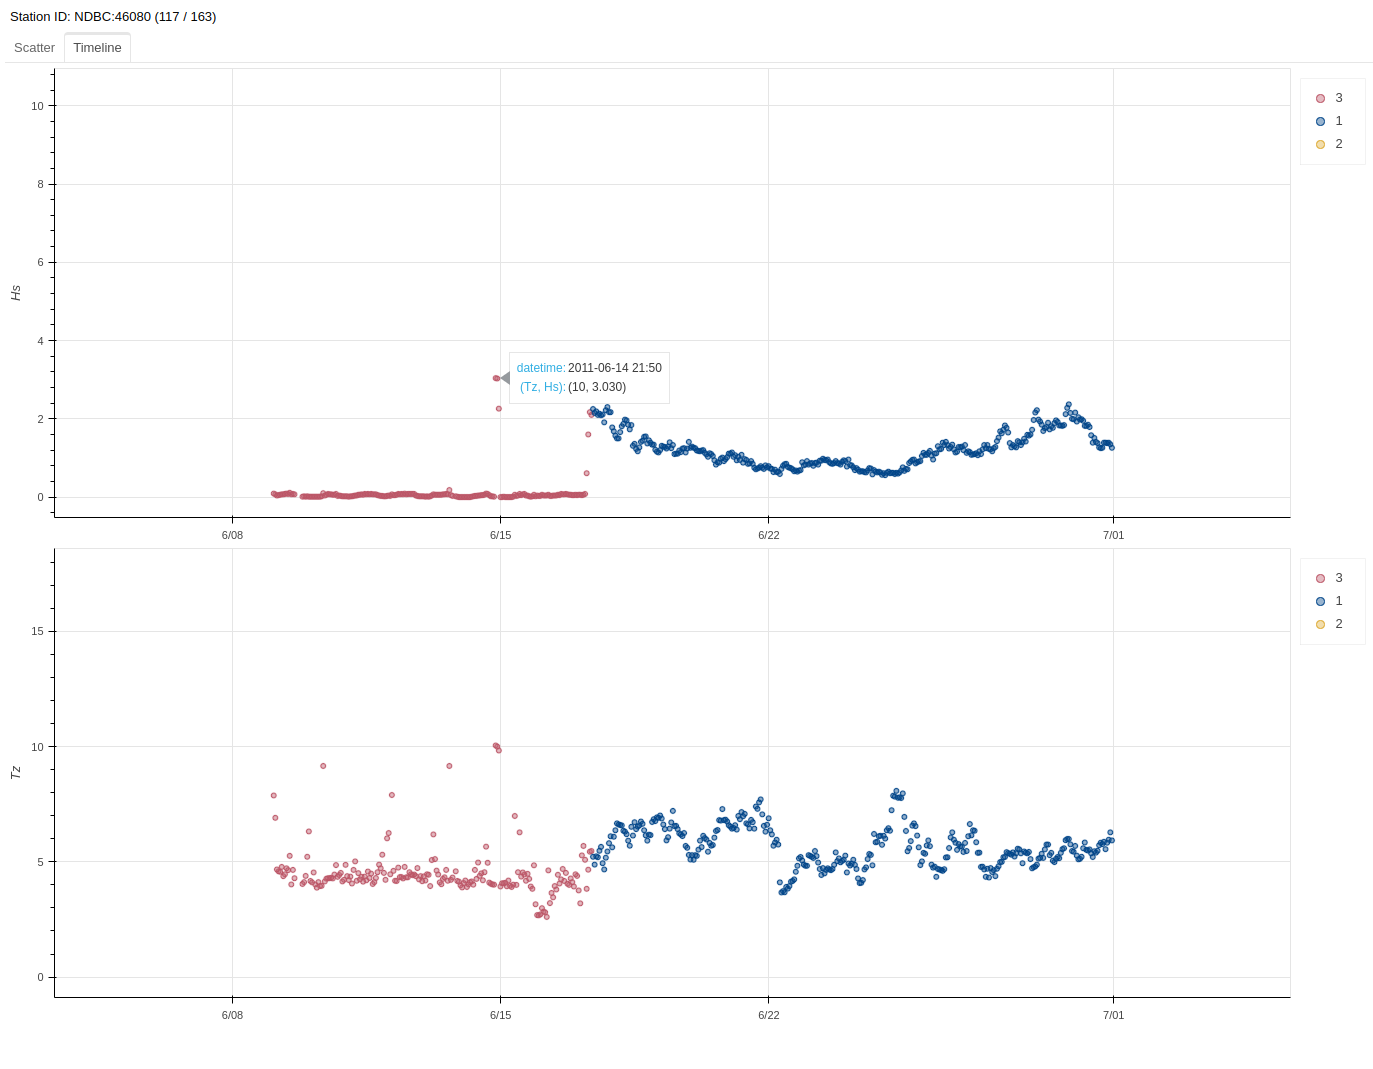 Station ID: NDBC:46080 (117 / 163)
Scatter Timeline
Hs
10
8
6
4
2
0
datetime: 2011-06-14 21:50
(Tz, Hs): (10, 3.030)
3
1
2
6/08 6/15 6/22 7/01
Tz
15
10
5
0
3
1
2
6/08 6/15 6/22 7/01